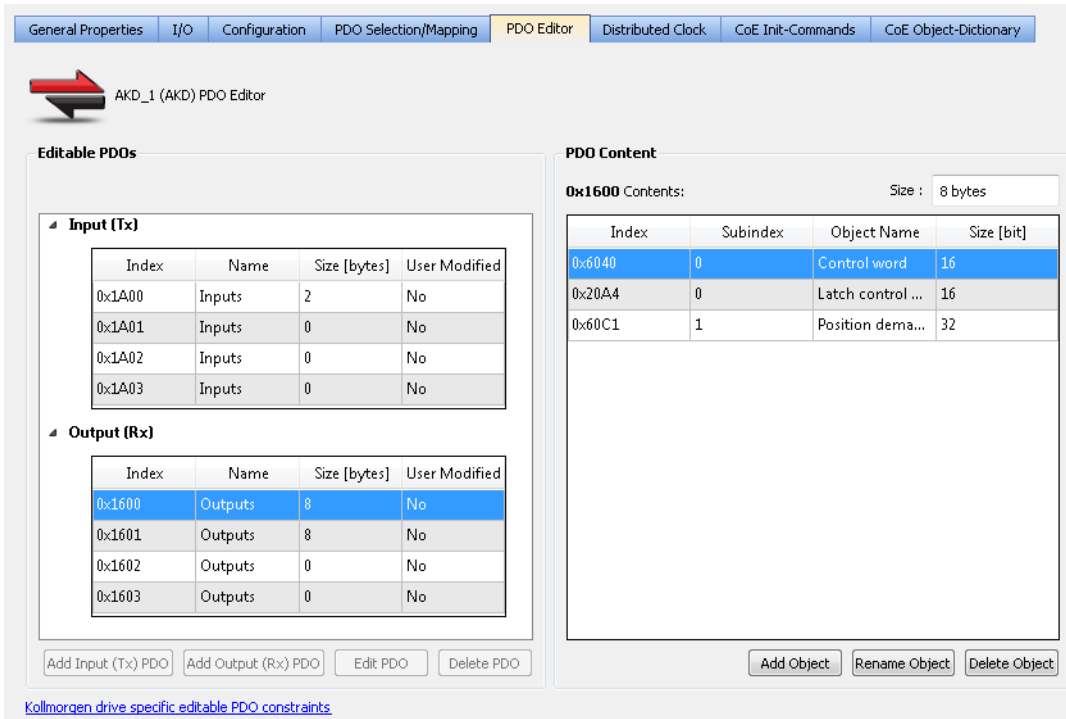 General Properties I/O Configuration PDO Selection/Mapping PDO Editor Distributed Clock CoE Init-Commands CoE Object-Dictionary
AKD_1 (AKD) PDO Editor
Editable PDOs
Input (Tx)
Index Name Size [bytes] User Modified
0x1A00 Inputs 2 No
0x1A01 Inputs 0 No
0x1A02 Inputs 0 No
0x1A03 Inputs 0 No
Output (Rx)
Index Name Size [bytes] User Modified
0x1600 Outputs 8 No
0x1601 Outputs 8 No
0x1602 Outputs 0 No
0x1603 Outputs 0 No
Add Input (Tx) PDO Add Output (Rx) PDO Edit PDO Delete PDO
PDO Content
0x1600 Contents: Size : 8 bytes
Index Subindex Object Name Size [bit]
0x6040 0 Control word 16
0x20A4 0 Latch control ... 16
0x60C1 1 Position dema... 32
Add Object Rename Object Delete Object
Kollmorgen drive specific editable PDO constraints